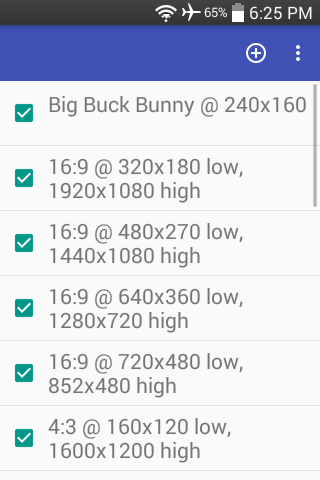 65% 6:25 PM
Big Buck Bunny @ 240x160
16:9 @ 320x180 low,
1920x1080 high
16:9 @ 480x270 low,
1440x1080 high
16:9 @ 640x360 low,
1280x720 high
16:9 @ 720x480 low,
852x480 high
4:3 @ 160x120 low,
1600x1200 high